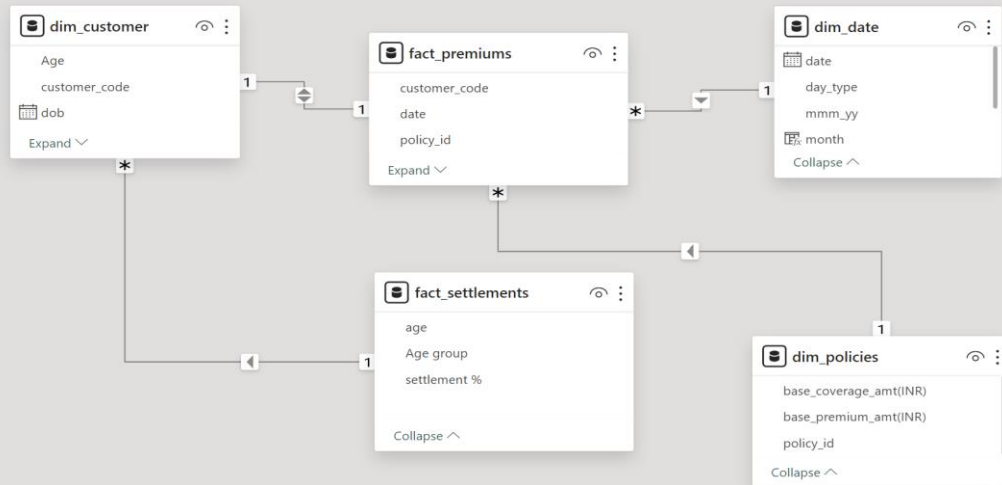 dim_customer
Age
customer_code
dob
Expand
1
*
fact_premiums
customer_code
date
policy_id
Expand
1
*
*
dim_date
date
day_type
mmm_yy
month
Collapse
1
fact_settlements
age
Age group
settlement %
Collapse
1
dim_policies
base_coverage_amt(INR)
base_premium_amt(INR)
policy_id
Collapse
1